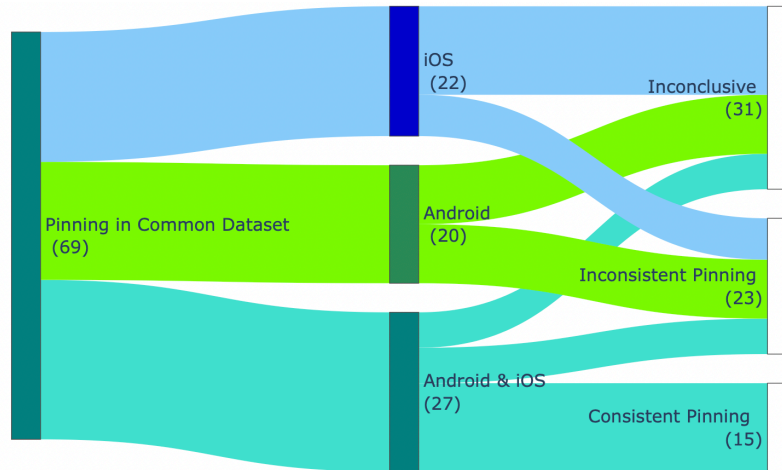 iOS
(22)
Inconclusive
(31)
Pinning in Common Dataset
(69)
Android
(20)
Inconsistent Pinning
(23)
Android & iOS
(27)
Consistent Pinning
(15)